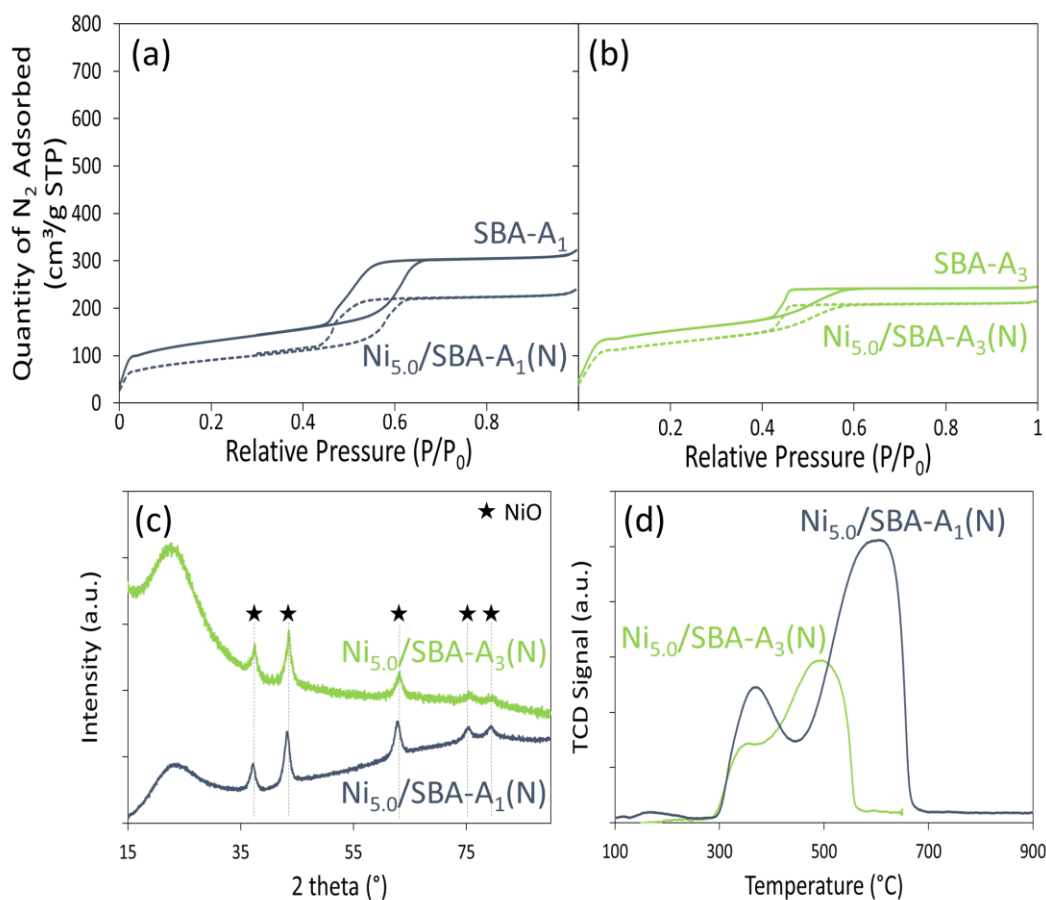 Quantity of N₂ Adsorbed
(cm³/g STP)
800
700
600
500
400
300
200
100
0
(a)
SBA-A₁
Ni₅.₀/SBA-A₁(N)
0 0.2 0.4 0.6 0.8
Relative Pressure (P/P₀)
(b)
SBA-A₃
Ni₅.₀/SBA-A₃(N)
0.2 0.4 0.6 0.8 1
Relative Pressure (P/P₀)
Intensity (a.u.)
(c)
★ NiO
★ ★ ★ ★ ★
Ni₅.₀/SBA-A₃(N)
Ni₅.₀/SBA-A₁(N)
15 35 55 75
2 theta (°)
TCD Signal (a.u.)
(d)
Ni₅.₀/SBA-A₁(N)
Ni₅.₀/SBA-A₃(N)
100 300 500 700 900
Temperature (°C)